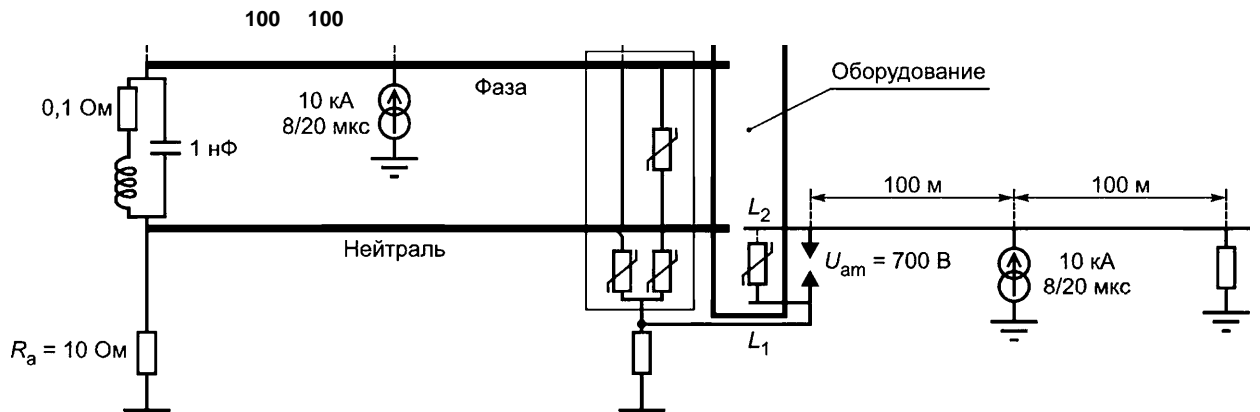 100 100
Оборудование
Фаза
0,1 Ом
10 кА
8/20 мкс
1 нФ
100 м
100 м
L2
Нейтраль
Uam = 700 В
10 кА
8/20 мкс
Ra = 10 Ом
L1